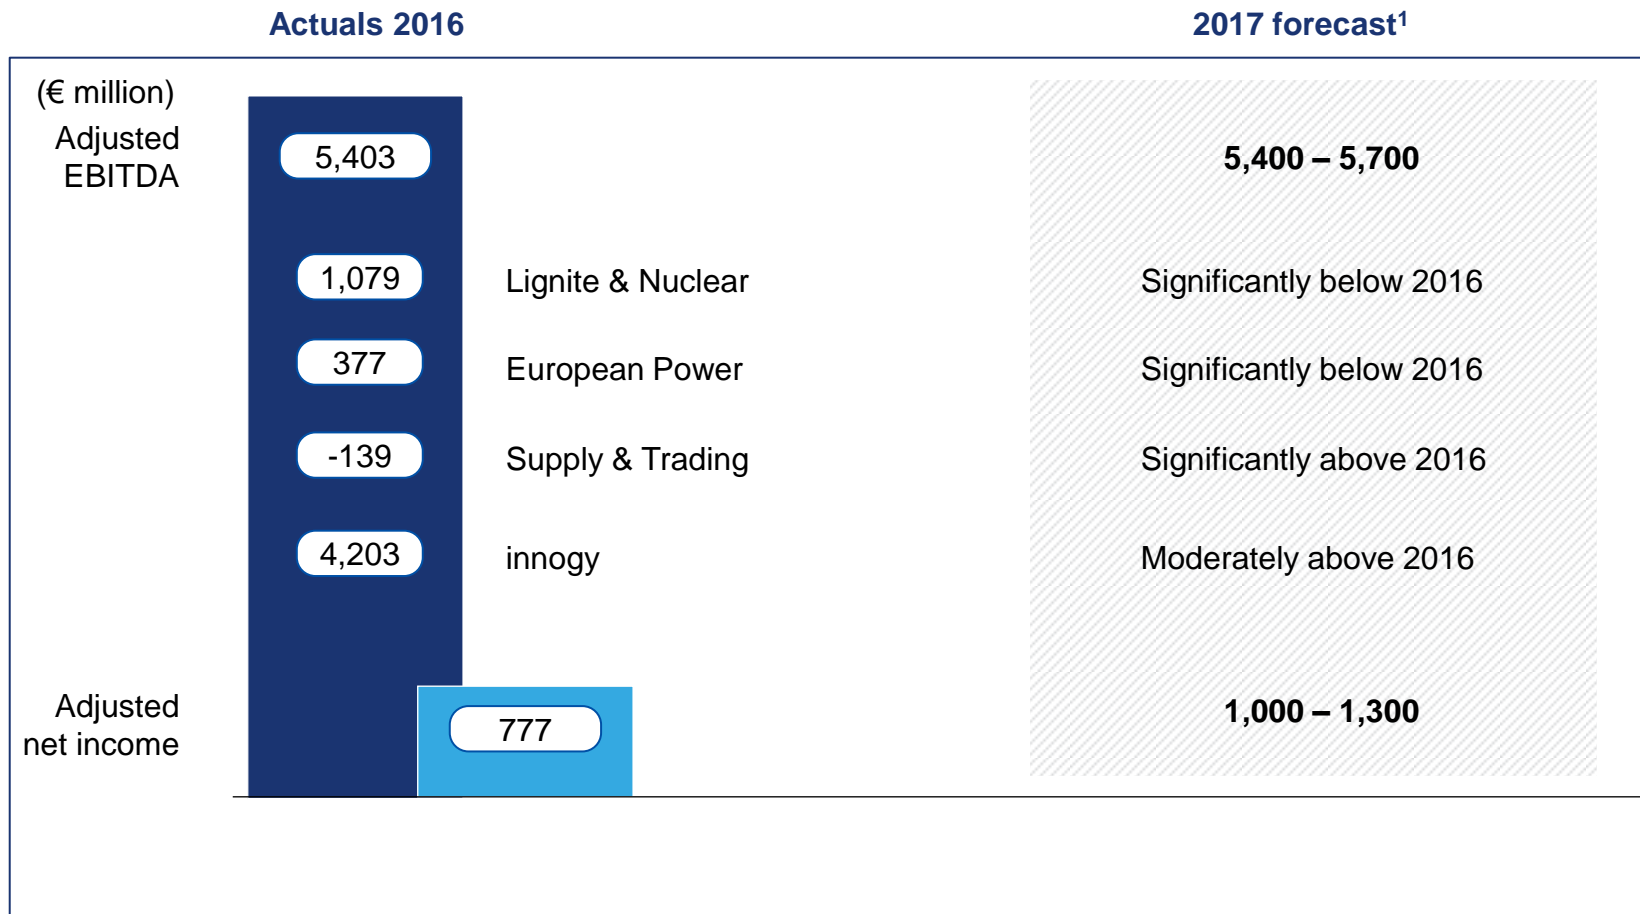 Actuals 2016
2017 forecast1
(€ million)
Adjusted
EBITDA
5,403
5,400 – 5,700
1,079
Lignite & Nuclear
Significantly below 2016
377
European Power
Significantly below 2016
-139
Supply & Trading
Significantly above 2016
4,203
innogy
Moderately above 2016
Adjusted
net income
777
1,000 – 1,300